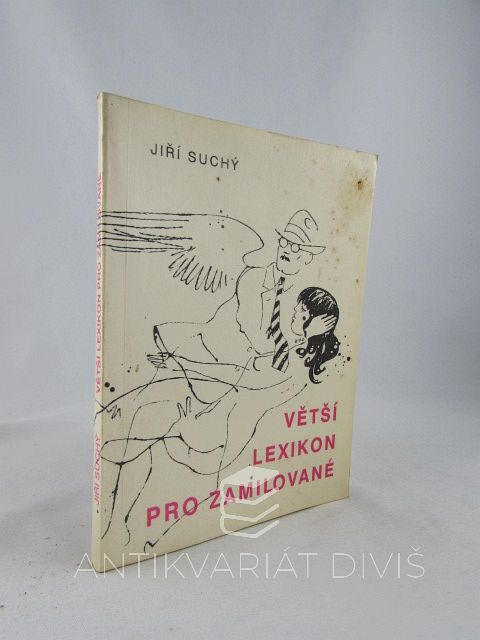 JIŘÍ SUCHÝ
VĚTŠÍ
LEXIKON
PRO ZAMILOVANÉ
• JIŘÍ SUCHÝ / VĚTŠÍ LEXIKON PRO ZAMILOVANÉ
ANTIKVARIÁT DIVIŠ